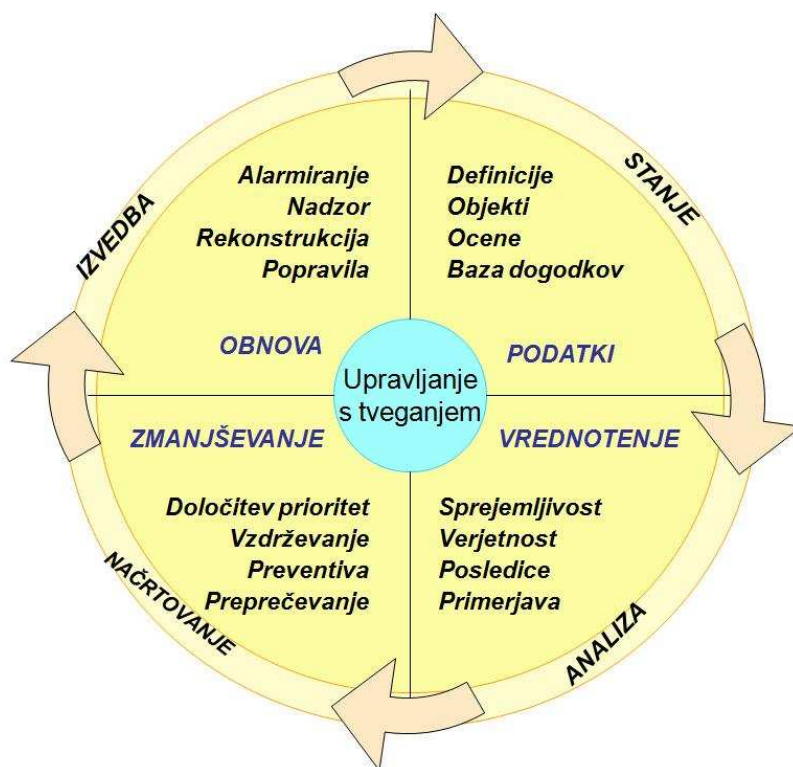 STANJE
Definicije
Objekti
Ocene
Baza dogodkov
PODATKI
VREDNOTENJE
Sprejemljivost
Verjetnost
Posledice
Primerjava
ANALIZA
ZMANJŠEVANJE
Določitev prioritet
Vzdrževanje
Preventiva
Preprečevanje
NAČRTOVANJE
IZVEDBA
Alarmiranje
Nadzor
Rekonstrukcija
Popravila
OBNOVA
Upravljanje
s tveganjem